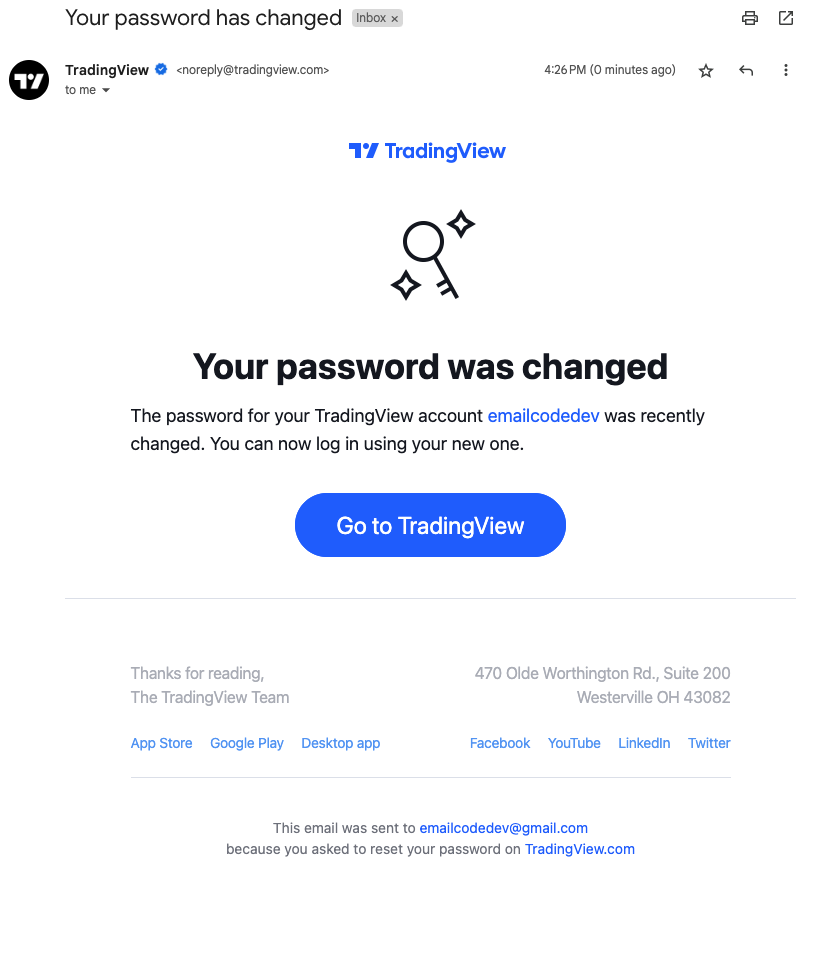 Your password has changed Inbox ×
TradingView <noreply@tradingview.com> 4:26 PM (0 minutes ago)
to me
TradingView
Your password was changed
The password for your TradingView account emailcodedev was recently
changed. You can now log in using your new one.
Go to TradingView
Thanks for reading,
The TradingView Team
470 Olde Worthington Rd., Suite 200
Westerville OH 43082
App Store Google Play Desktop app
Facebook YouTube LinkedIn Twitter
This email was sent to emailcodedev@gmail.com
because you asked to reset your password on TradingView.com